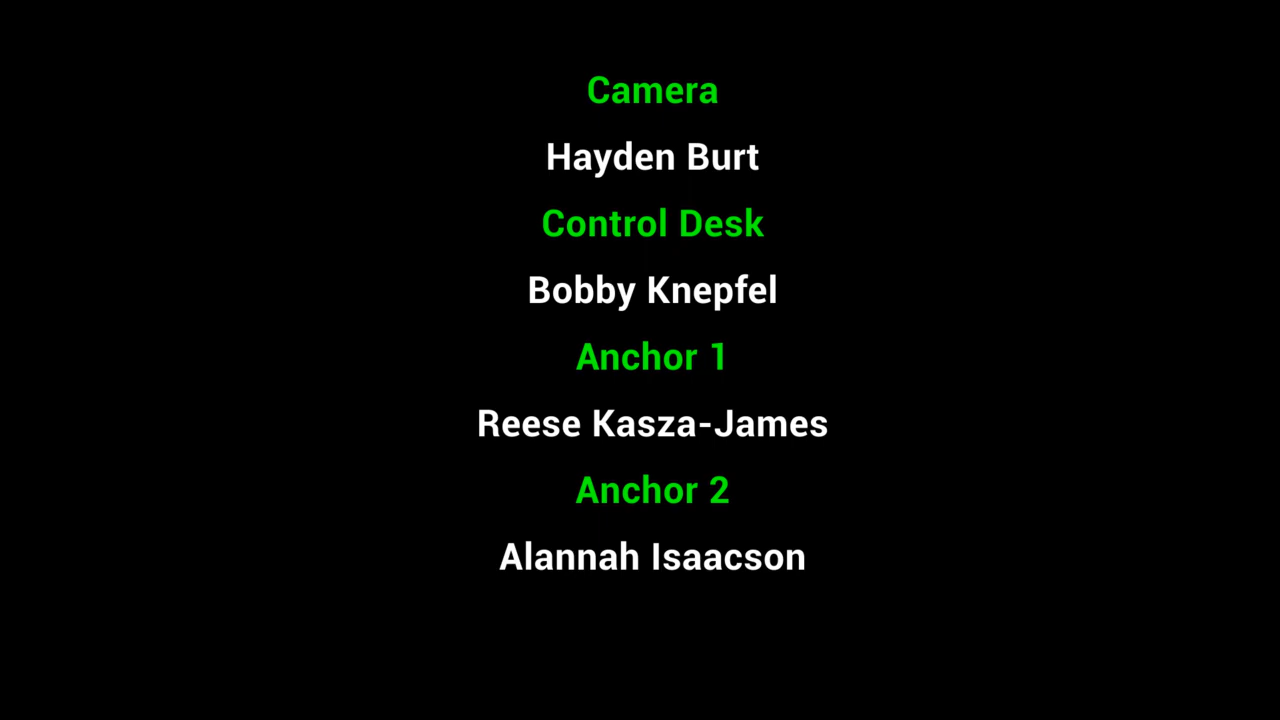 Camera
Hayden Burt
Control Desk
Bobby Knepfel
Anchor 1
Reese Kasza-James
Anchor 2
Alannah Isaacson